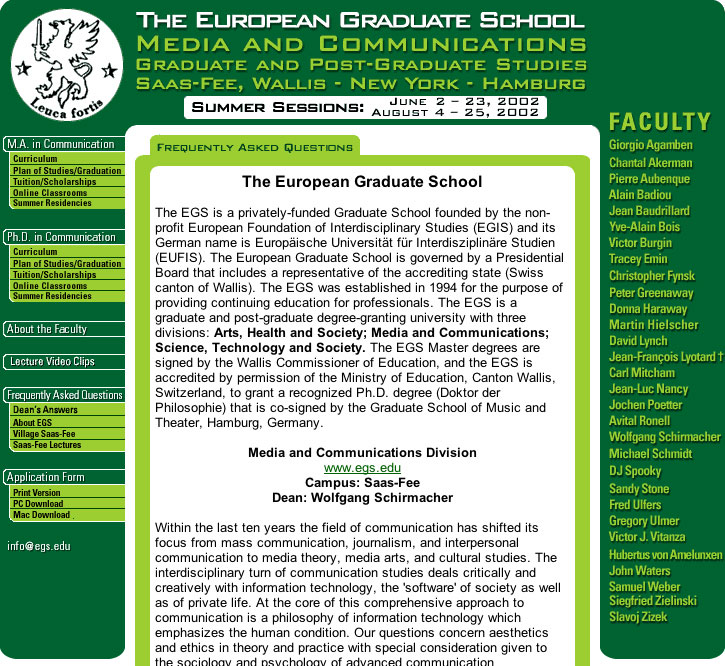 THE EUROPEAN GRADUATE SCHOOL
MEDIA AND COMMUNICATIONS
GRADUATE AND POST-GRADUATE STUDIES
SAAS-FEE, WALLIS - NEW YORK - HAMBURG
SUMMER SESSIONS: JUNE 2 – 23, 2002
AUGUST 4 – 25, 2002
Leuca fortis
M.A. in Communication
Curriculum
Plan of Studies/Graduation
Tuition/Scholarships
Online Classrooms
Summer Residencies
Ph.D. in Communication
Curriculum
Plan of Studies/Graduation
Tuition/Scholarships
Online Classrooms
Summer Residencies
About the Faculty
Lecture Video Clips
Frequently Asked Questions
Dean's Answers
About EGS
Village Saas-Fee
Saas-Fee Lectures
Application Form
Print Version
PC Download
Mac Download
info@egs.edu
FREQUENTLY ASKED QUESTIONS
The European Graduate School
The EGS is a privately-funded Graduate School founded by the non-
profit European Foundation of Interdisciplinary Studies (EGIS) and its
German name is Europäische Universität für Interdisziplinäre Studien
(EUFIS). The European Graduate School is governed by a Presidential
Board that includes a representative of the accrediting state (Swiss
canton of Wallis). The EGS was established in 1994 for the purpose of
providing continuing education for professionals. The EGS is a
graduate and post-graduate degree-granting university with three
divisions: Arts, Health and Society; Media and Communications;
Science, Technology and Society. The EGS Master degrees are
signed by the Wallis Commissioner of Education, and the EGS is
accredited by permission of the Ministry of Education, Canton Wallis,
Switzerland, to grant a recognized Ph.D. degree (Doktor der
Philosophie) that is co-signed by the Graduate School of Music and
Theater, Hamburg, Germany.
Media and Communications Division
www.egs.edu
Campus: Saas-Fee
Dean: Wolfgang Schirmacher
Within the last ten years the field of communication has shifted its
focus from mass communication, journalism, and interpersonal
communication to media theory, media arts, and cultural studies. The
interdisciplinary turn of communication studies deals critically and
creatively with information technology, the 'software' of society as well
as of private life. At the core of this comprehensive approach to
communication is a philosophy of information technology which
emphasizes the human condition. Our questions concern aesthetics
and ethics in theory and practice with special consideration given to
the sociology and psychology of advanced communication
FACULTY
Giorgio Agamben
Chantal Akerman
Pierre Aubenque
Alain Badiou
Jean Baudrillard
Yve-Alain Bois
Victor Burgin
Tracey Emin
Christopher Fynsk
Peter Greenaway
Donna Haraway
Martin Hielscher
David Lynch
Jean-François Lyotard †
Carl Mitcham
Jean-Luc Nancy
Jochen Poetter
Avital Ronell
Wolfgang Schirmacher
Michael Schmidt
DJ Spooky
Sandy Stone
Fred Ulfers
Gregory Ulmer
Victor J. Vitanza
Hubertus von Amelunxen
John Waters
Samuel Weber
Siegfried Zielinski
Slavoj Zizek